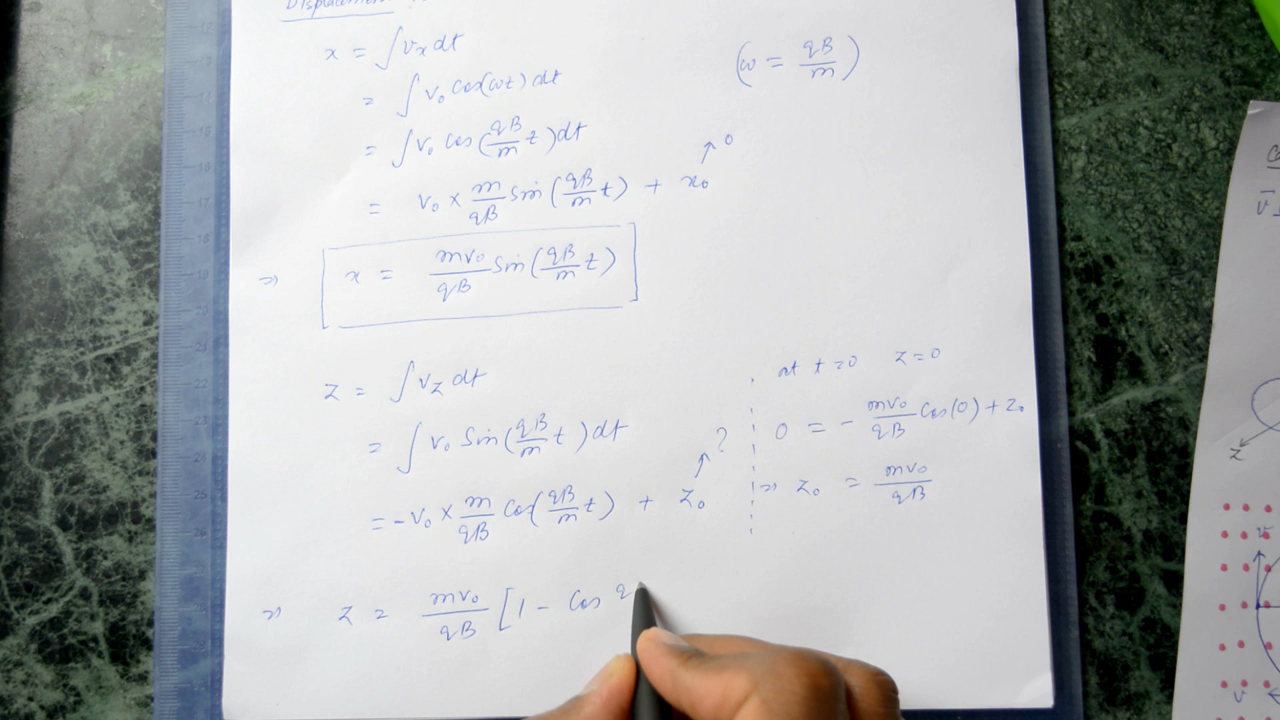 Displacement
x = ∫ vx dt
= ∫ v₀ cos(ωt) dt
(ω = qB/m)
= ∫ v₀ cos(qB/m t) dt
= v₀ × m/qB sin(qB/m t) + x₀ ↗ 0
⇒ x = mv₀/qB sin(qB/m t)
z = ∫ vz dt
= ∫ v₀ sin(qB/m t) dt
= -v₀ × m/qB cos(qB/m t) + z₀ ↗ ?
at t=0 z=0
0 = - mv₀/qB cos(0) + z₀
⇒ z₀ = mv₀/qB
⇒ z = mv₀/qB [1 - cos q
z
v
v